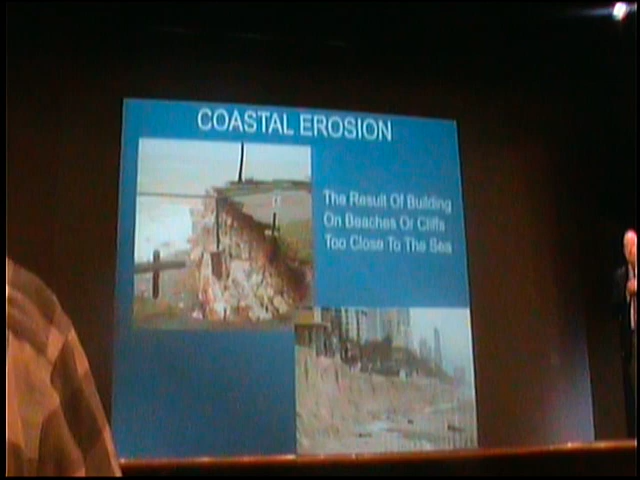 COASTAL EROSION
The Result Of Building
On Beaches Or Cliffs
Too Close To The Sea